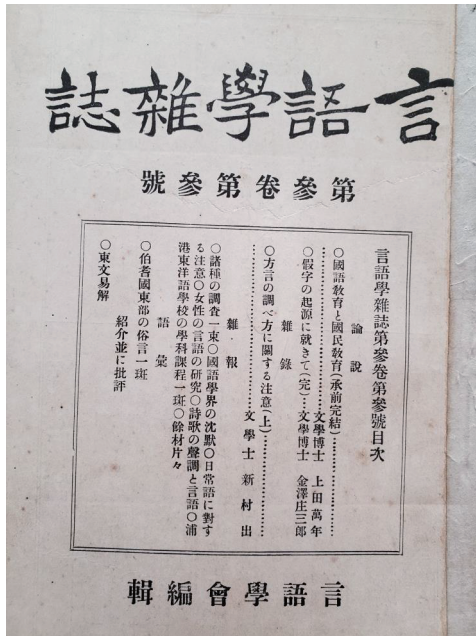 言語學雜誌
第參卷第參號
言語學雜誌第參卷第參號目次
論說
○國語敎育と國民敎育(承前完結)……文學博士 上田萬年
○假字の起源に就きて(完)…文學博士 金澤庄三郎
雜錄
○方言の調べ方に關する注意(上)……文學士 新村出
雜報
○諸種の調査一束○國語學界の沈默○日常語に對す
る注意○女性の言語の研究○詩歌の聲調と言語○浦
港東洋語學校の學科課程一斑○餘材片々
語彙
○伯耆國東部の俗言一斑
紹介並に批評
○東文易解
言語學會編輯